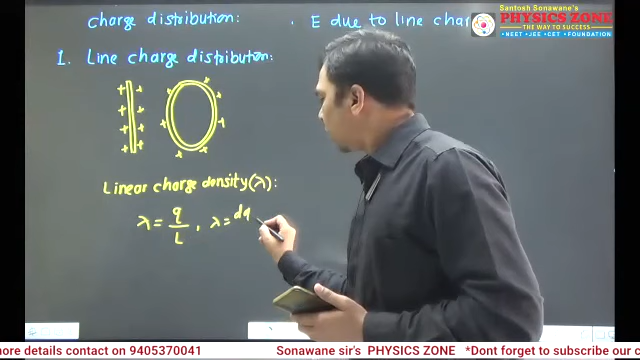 charge distribution:
. E due to line char
Santosh Sonawane's
PHYSICS ZONE
THE WAY TO SUCCESS
•NEET •JEE •CET •FOUNDATION
1. Line charge distribution:
Linear charge density (λ):
λ = q/L , λ = dq
ore details contact on 9405370041 Sonawane sir's PHYSICS ZONE *Dont forget to subscribe our c